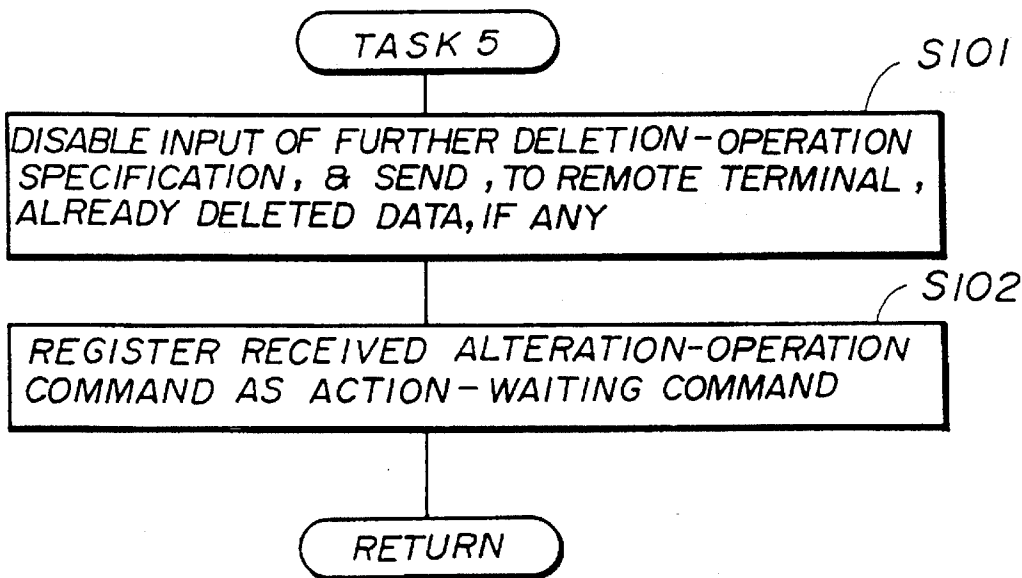 TASK 5
S101
DISABLE INPUT OF FURTHER DELETION-OPERATION
SPECIFICATION, & SEND , TO REMOTE TERMINAL ,
ALREADY DELETED DATA, IF ANY
S102
REGISTER RECEIVED ALTERATION-OPERATION
COMMAND AS ACTION-WAITING COMMAND
RETURN